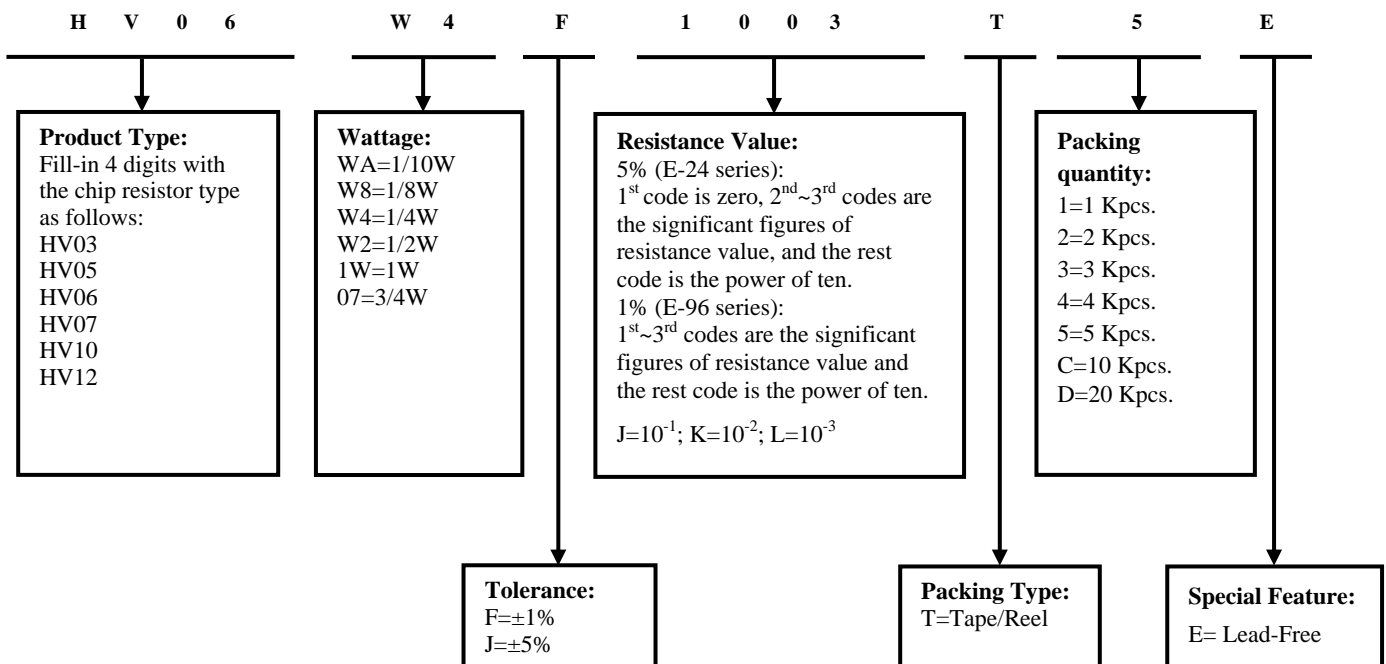 H V 0 6 W 4 F 1 0 0 3 T 5 E
Product Type:
Fill-in 4 digits with
the chip resistor type
as follows:
HV03
HV05
HV06
HV07
HV10
HV12
Wattage:
WA=1/10W
W8=1/8W
W4=1/4W
W2=1/2W
1W=1W
07=3/4W
Resistance Value:
5% (E-24 series):
1st code is zero, 2nd~3rd codes are
the significant figures of
resistance value, and the rest
code is the power of ten.
1% (E-96 series):
1st~3rd codes are the significant
figures of resistance value and
the rest code is the power of ten.
J=10-1; K=10-2; L=10-3
Packing
quantity:
1=1 Kpcs.
2=2 Kpcs.
3=3 Kpcs.
4=4 Kpcs.
5=5 Kpcs.
C=10 Kpcs.
D=20 Kpcs.
Tolerance:
F=±1%
J=±5%
Packing Type:
T=Tape/Reel
Special Feature:
E= Lead-Free